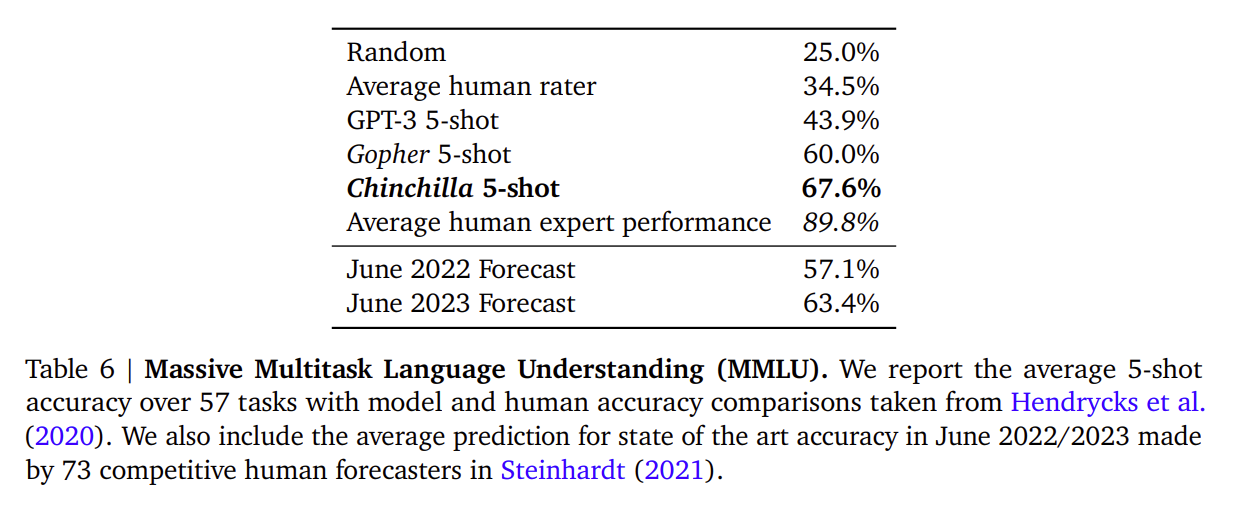 Random 25.0%
Average human rater 34.5%
GPT-3 5-shot 43.9%
Gopher 5-shot 60.0%
Chinchilla 5-shot 67.6%
Average human expert performance 89.8%
June 2022 Forecast 57.1%
June 2023 Forecast 63.4%
Table 6 | Massive Multitask Language Understanding (MMLU). We report the average 5-shot
accuracy over 57 tasks with model and human accuracy comparisons taken from Hendrycks et al.
(2020). We also include the average prediction for state of the art accuracy in June 2022/2023 made
by 73 competitive human forecasters in Steinhardt (2021).